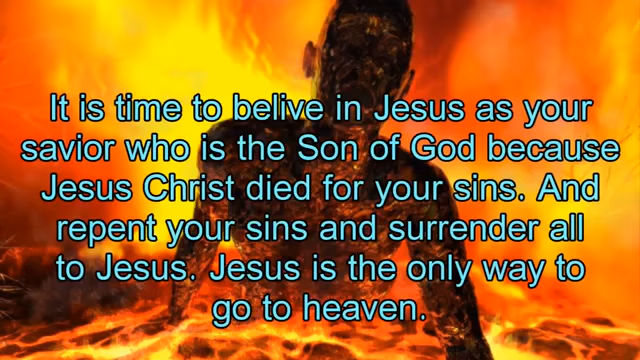 It is time to belive in Jesus as your
savior who is the Son of God because
Jesus Christ died for your sins. And
repent your sins and surrender all
to Jesus. Jesus is the only way to
go to heaven.